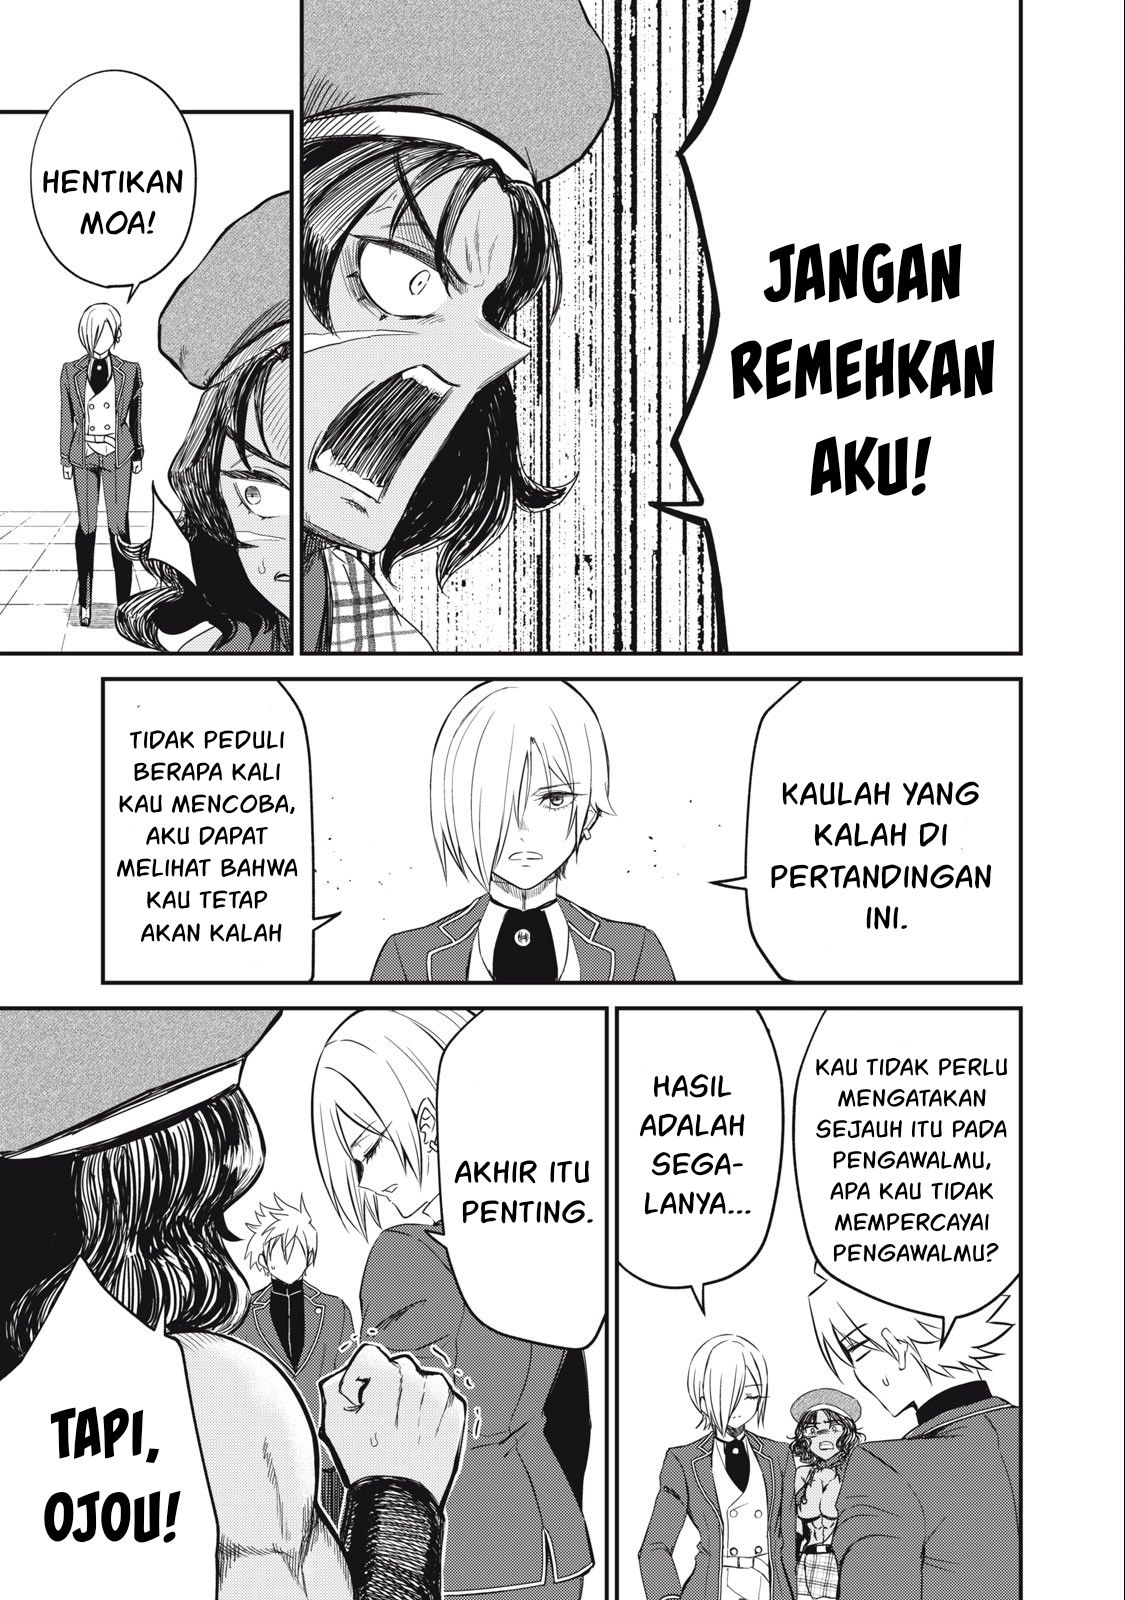 JANGAN
REMEHKAN
AKU!
HENTIKAN
MOA!
KAULAH YANG
KALAH DI
PERTANDINGAN
INI.
TIDAK PEDULI
BERAPA KALI
KAU MENCOBA,
AKU DAPAT
MELIHAT BAHWA
KAU TETAP
AKAN KALAH
KAU TIDAK PERLU
MENGATAKAN
SEJAUH ITU PADA
PENGAWALMU,
APA KAU TIDAK
MEMPERCAYAI
PENGAWALMU?
HASIL
ADALAH
SEGA-
LANYA...
AKHIR ITU
PENTING.
TAPI,
OJOU!